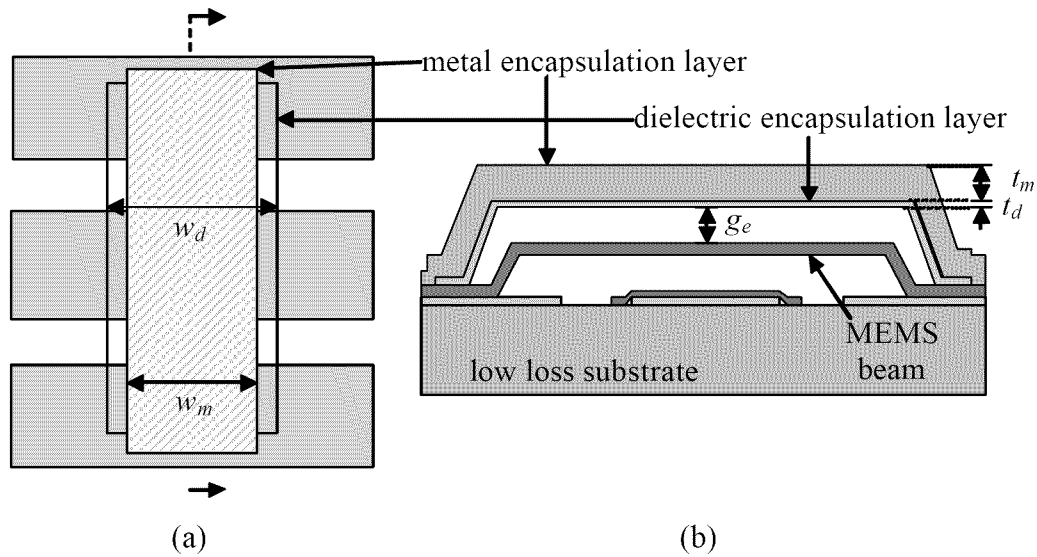 metal encapsulation layer
dielectric encapsulation layer
w_d
w_m
g_e
t_m
t_d
MEMS
beam
low loss substrate
(a)
(b)